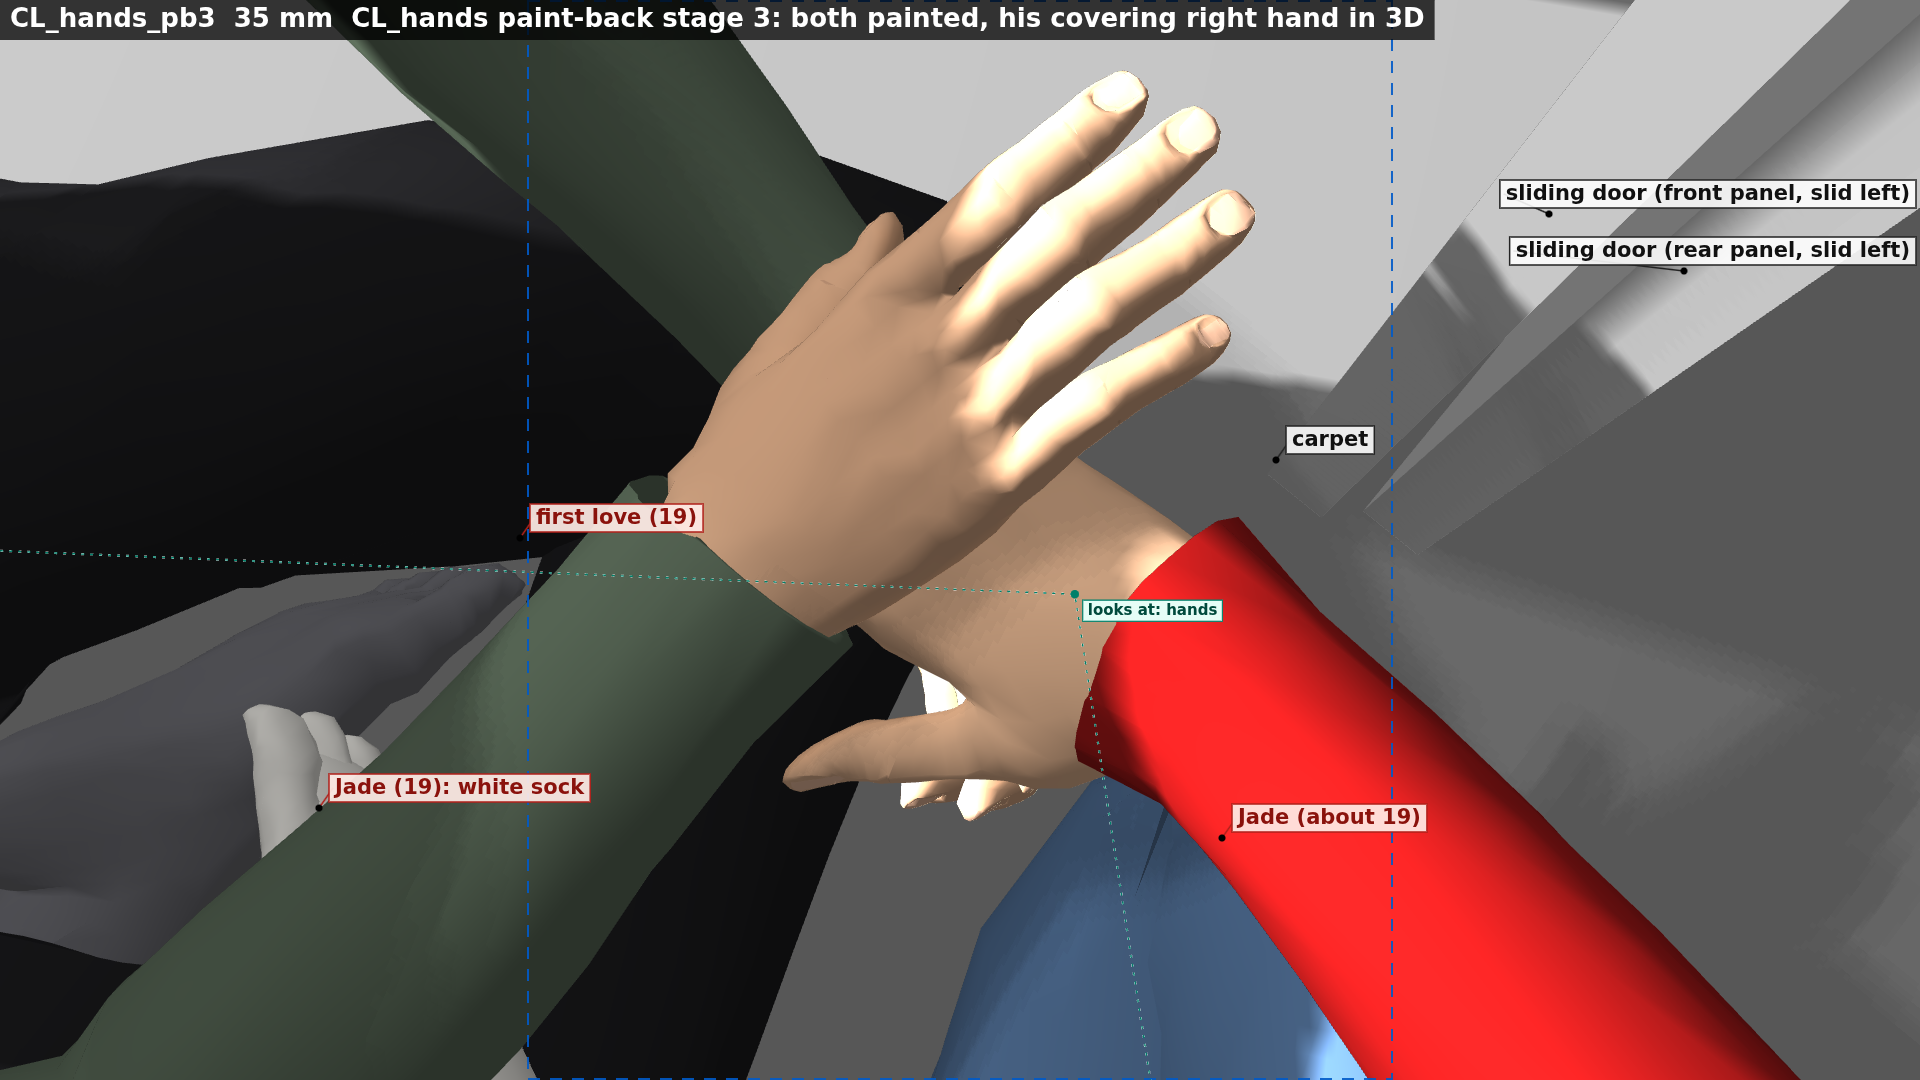 CL_hands_pb3  35 mm  CL_hands paint-back stage 3: both painted, his covering right hand in 3D
sliding door (front panel, slid left)
sliding door (rear panel, slid left)
carpet
first love (19)
looks at: hands
Jade (19): white sock
Jade (about 19)